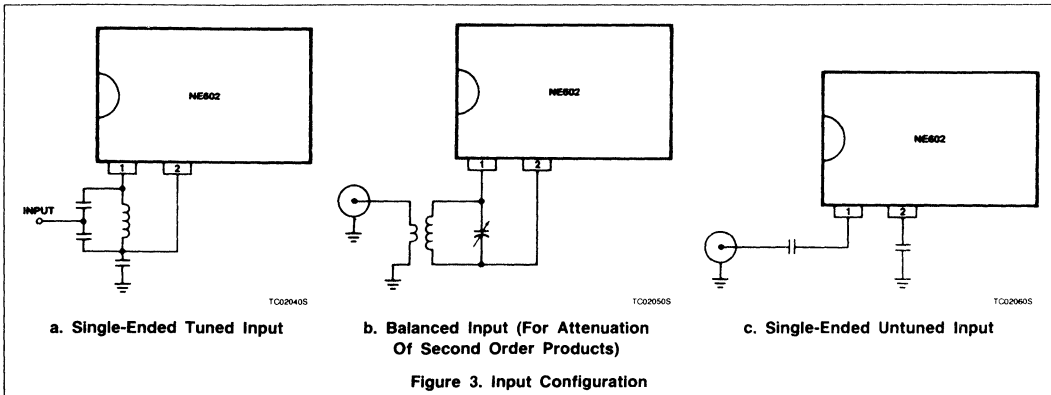 NE602
1
2
INPUT
TC02040S
a. Single-Ended Tuned Input
NE602
1
2
TC02050S
b. Balanced Input (For Attenuation
Of Second Order Products)
NE602
1
2
TC02060S
c. Single-Ended Untuned Input
Figure 3. Input Configuration